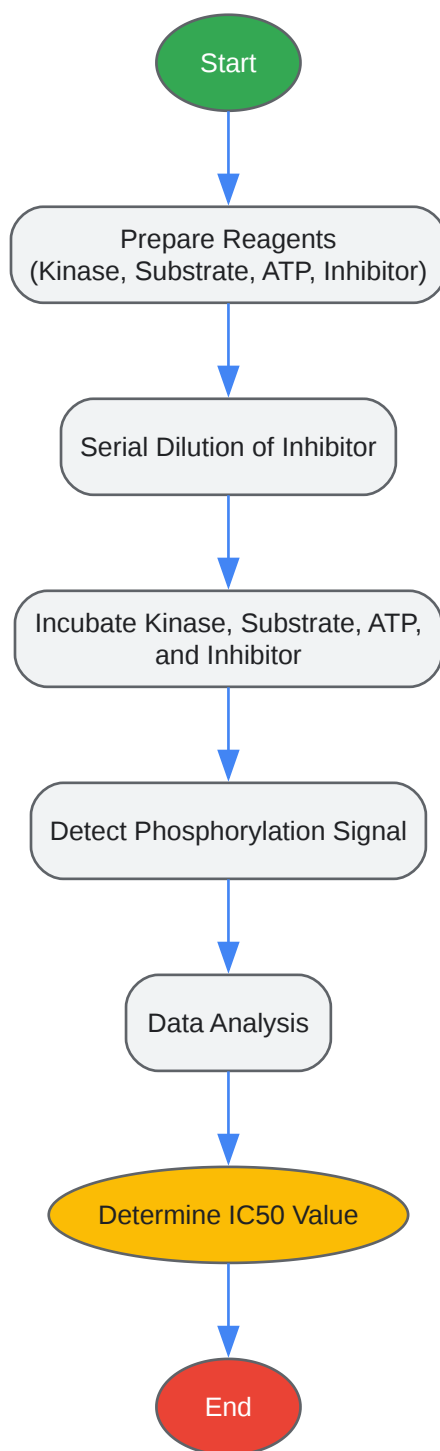 Start
Prepare Reagents
(Kinase, Substrate, ATP, Inhibitor)
Serial Dilution of Inhibitor
Incubate Kinase, Substrate, ATP,
and Inhibitor
Detect Phosphorylation Signal
Data Analysis
Determine IC50 Value
End